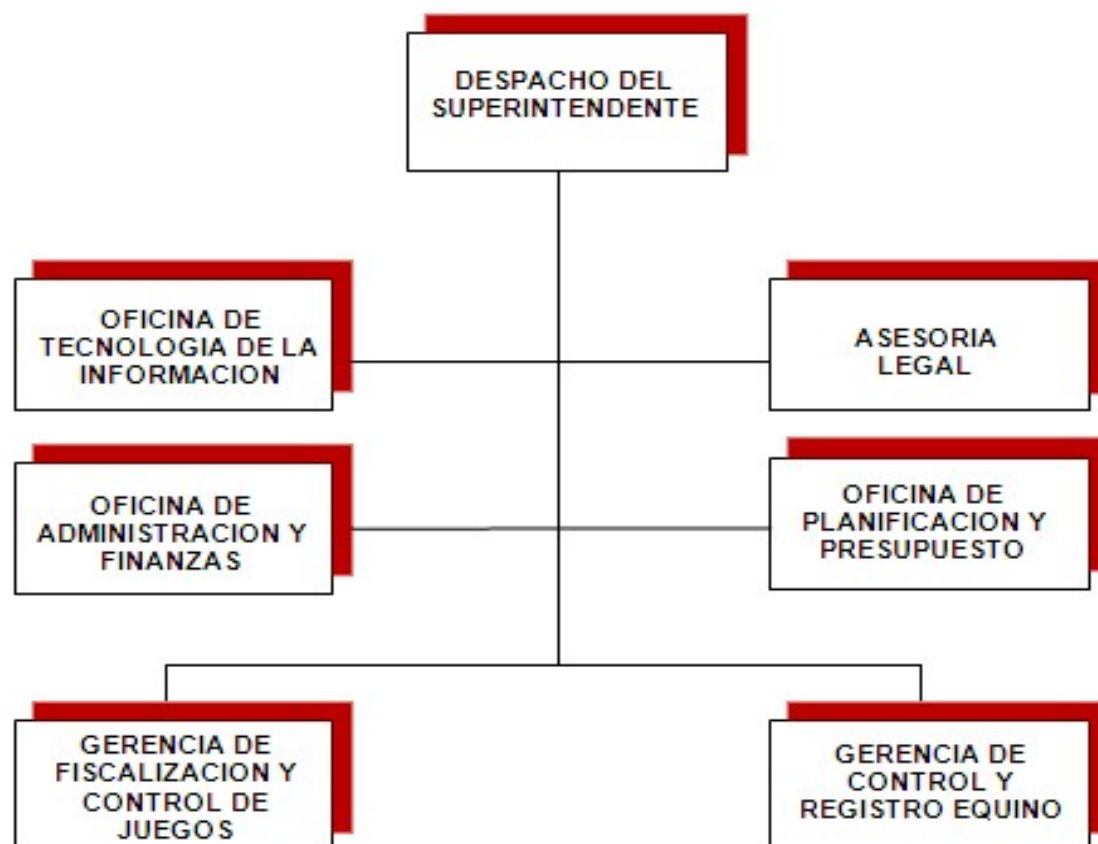 DESPACHO DEL
SUPERINTENDENTE
OFICINA DE
TECNOLOGIA DE LA
INFORMACION
ASESORIA
LEGAL
OFICINA DE
ADMINISTRACION Y
FINANZAS
OFICINA DE
PLANIFICACION Y
PRESUPUESTO
GERENCIA DE
FISCALIZACION Y
CONTROL DE
JUEGOS
GERENCIA DE
CONTROL Y
REGISTRO EQUINO